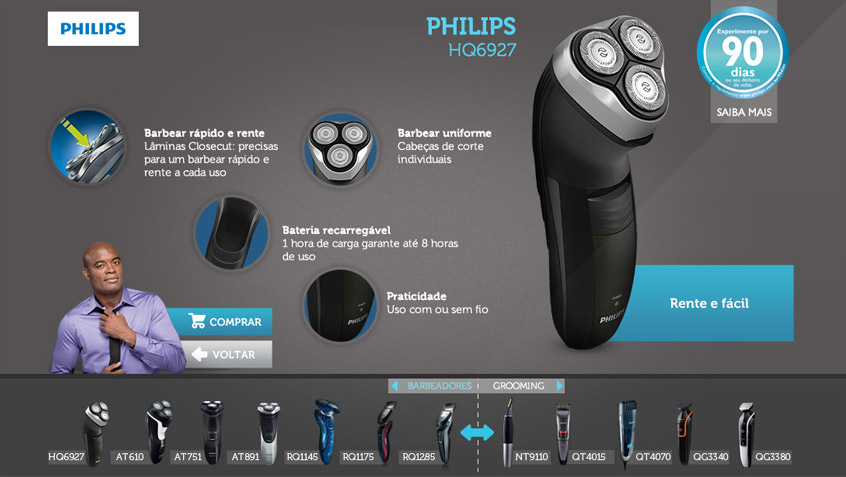 PHILIPS
PHILIPS
HQ6927
Experimente por
90
dias
ou seu dinheiro
de volta.
SAIBA MAIS
Barbear rápido e rente
Lâminas Closecut: precisas
para um barbear rápido e
rente a cada uso
Barbear uniforme
Cabeças de corte
individuais
Bateria recarregável
1 hora de carga garante até 8 horas
de uso
Praticidade
Uso com ou sem fio
PHILIPS
Rente e fácil
COMPRAR
VOLTAR
BARBEADORES
GROOMING
HQ6927
AT610
AT751
AT891
RQ1145
RQ1175
RQ1285
NT9110
QT4015
QT4070
QG3340
QG3380